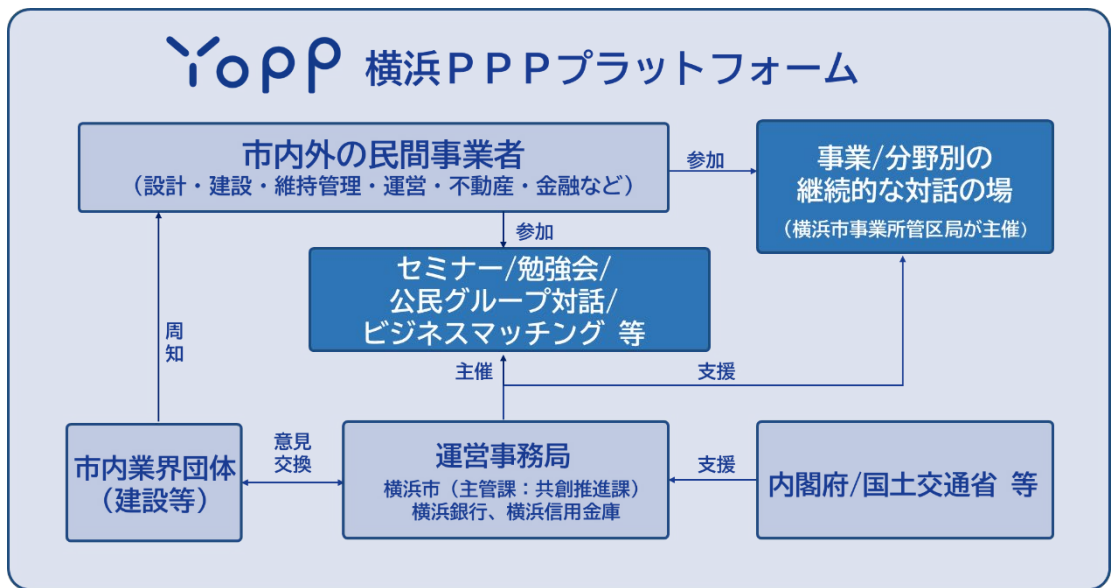 Yopp 横浜PPPプラットフォーム
市内外の民間事業者
（設計・建設・維持管理・運営・不動産・金融など）
参加
事業/分野別の
継続的な対話の場
（横浜市事業所管区局が主催）
参加
セミナー/勉強会/
公民グループ対話/
ビジネスマッチング 等
周
知
主催
支援
市内業界団体
（建設等）
意見
交換
運営事務局
横浜市（主管課：共創推進課）
横浜銀行、横浜信用金庫
支援
内閣府/国土交通省 等